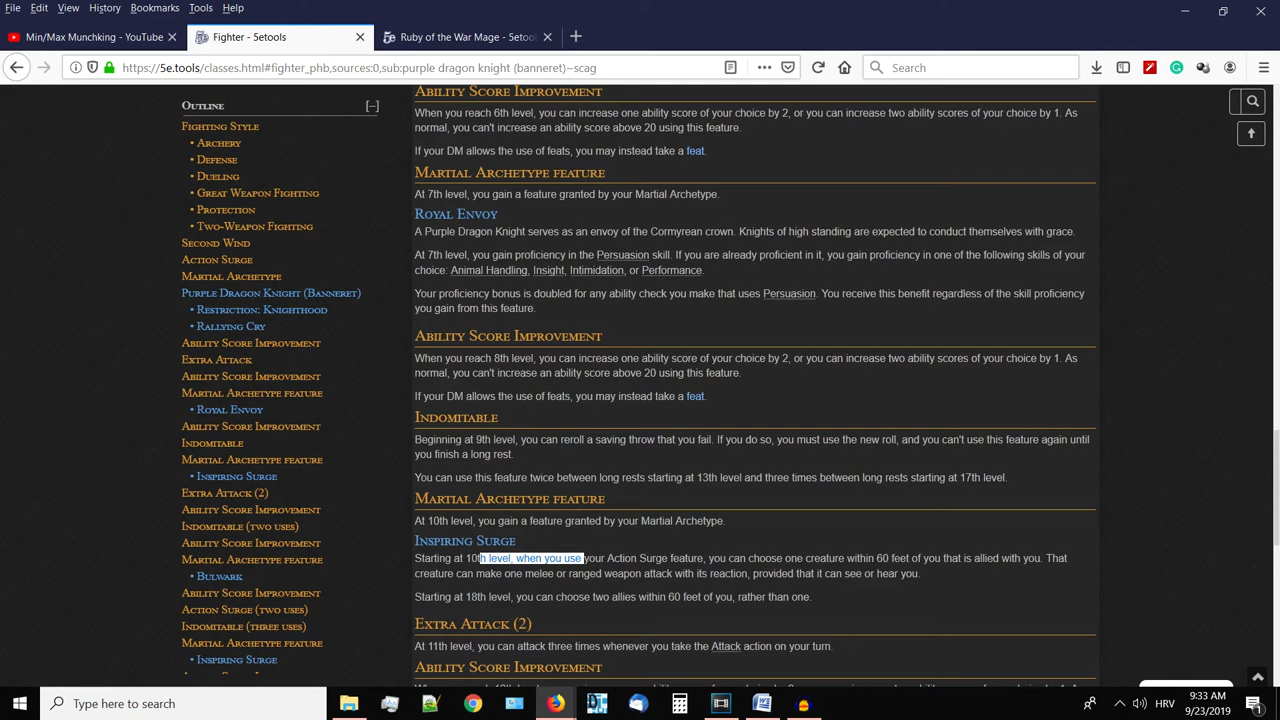 File Edit View History Bookmarks Tools Help
Min/Max Munchking - YouTube
Fighter - 5etools
Ruby of the War Mage - 5etool
https://5e.tools/classes.html#fighter_phb,sources:0,sub:purple dragon knight (banneret)~scag
Search
Outline [–]
Fighting Style
• Archery
• Defense
• Dueling
• Great Weapon Fighting
• Protection
• Two-Weapon Fighting
Second Wind
Action Surge
Martial Archetype
Purple Dragon Knight (Banneret)
• Restriction: Knighthood
• Rallying Cry
Ability Score Improvement
Extra Attack
Ability Score Improvement
Martial Archetype feature
• Royal Envoy
Ability Score Improvement
Indomitable
Martial Archetype feature
• Inspiring Surge
Extra Attack (2)
Ability Score Improvement
Indomitable (two uses)
Martial Archetype feature
• Bulwark
Ability Score Improvement
Action Surge (two uses)
Indomitable (three uses)
Martial Archetype feature
• Inspiring Surge
Ability Score Improvement
When you reach 6th level, you can increase one ability score of your choice by 2, or you can increase two ability scores of your choice by 1. As
normal, you can't increase an ability score above 20 using this feature.
If your DM allows the use of feats, you may instead take a feat.
Martial Archetype feature
At 7th level, you gain a feature granted by your Martial Archetype.
Royal Envoy
A Purple Dragon Knight serves as an envoy of the Cormyrean crown. Knights of high standing are expected to conduct themselves with grace.
At 7th level, you gain proficiency in the Persuasion skill. If you are already proficient in it, you gain proficiency in one of the following skills of your
choice: Animal Handling, Insight, Intimidation, or Performance.
Your proficiency bonus is doubled for any ability check you make that uses Persuasion. You receive this benefit regardless of the skill proficiency
you gain from this feature.
Ability Score Improvement
When you reach 8th level, you can increase one ability score of your choice by 2, or you can increase two ability scores of your choice by 1. As
normal, you can't increase an ability score above 20 using this feature.
If your DM allows the use of feats, you may instead take a feat.
Indomitable
Beginning at 9th level, you can reroll a saving throw that you fail. If you do so, you must use the new roll, and you can't use this feature again until
you finish a long rest.
You can use this feature twice between long rests starting at 13th level and three times between long rests starting at 17th level.
Martial Archetype feature
At 10th level, you gain a feature granted by your Martial Archetype.
Inspiring Surge
Starting at 10th level, when you use your Action Surge feature, you can choose one creature within 60 feet of you that is allied with you. That
creature can make one melee or ranged weapon attack with its reaction, provided that it can see or hear you.
Starting at 18th level, you can choose two allies within 60 feet of you, rather than one.
Extra Attack (2)
At 11th level, you can attack three times whenever you take the Attack action on your turn.
Ability Score Improvement
Type here to search
HRV
9:33 AM
9/23/2019